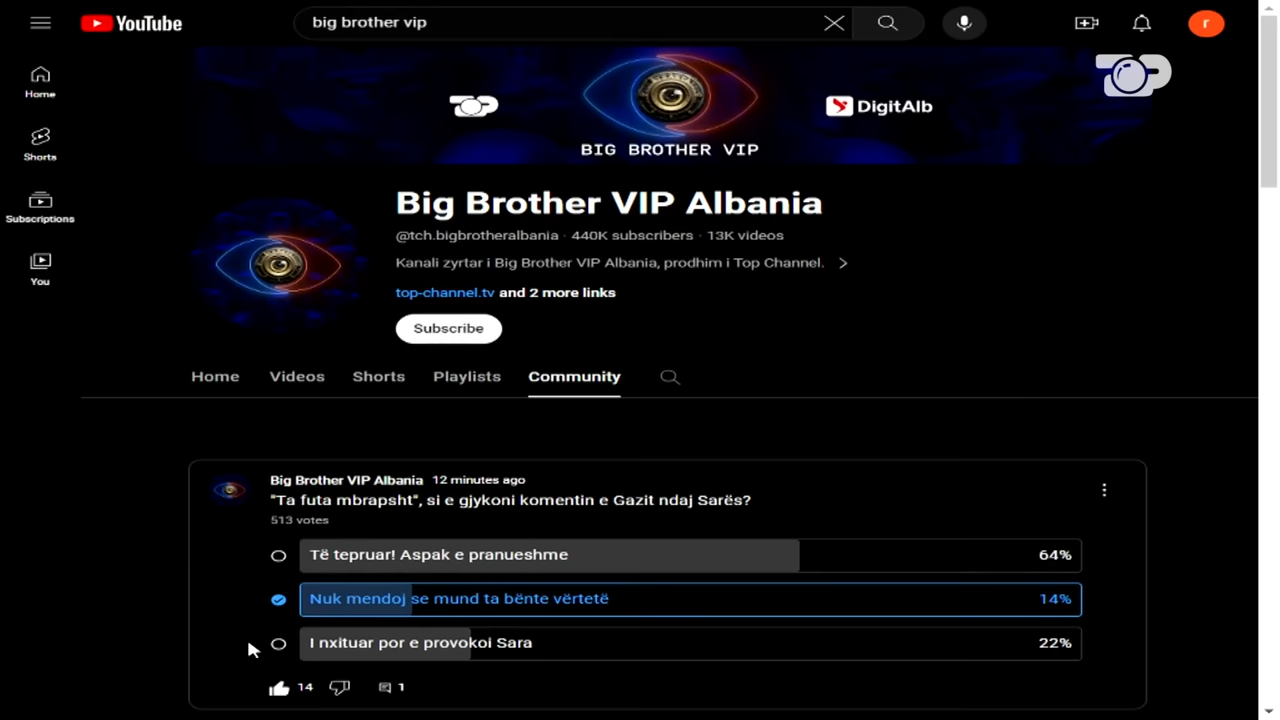 YouTube
big brother vip
r
TOP
Home
Shorts
Subscriptions
You
TOP
DigitAlb
BIG BROTHER VIP
Big Brother VIP Albania
@tch.bigbrotheralbania · 440K subscribers · 13K videos
Kanali zyrtar i Big Brother VIP Albania, prodhim i Top Channel.
top-channel.tv and 2 more links
Subscribe
Home Videos Shorts Playlists Community
Big Brother VIP Albania 12 minutes ago
"Ta futa mbrapsht", si e gjykoni komentin e Gazit ndaj Sarës?
513 votes
Të tepruar! Aspak e pranueshme 64%
Nuk mendoj se mund ta bënte vërtetë 14%
I nxituar por e provokoi Sara 22%
14 1